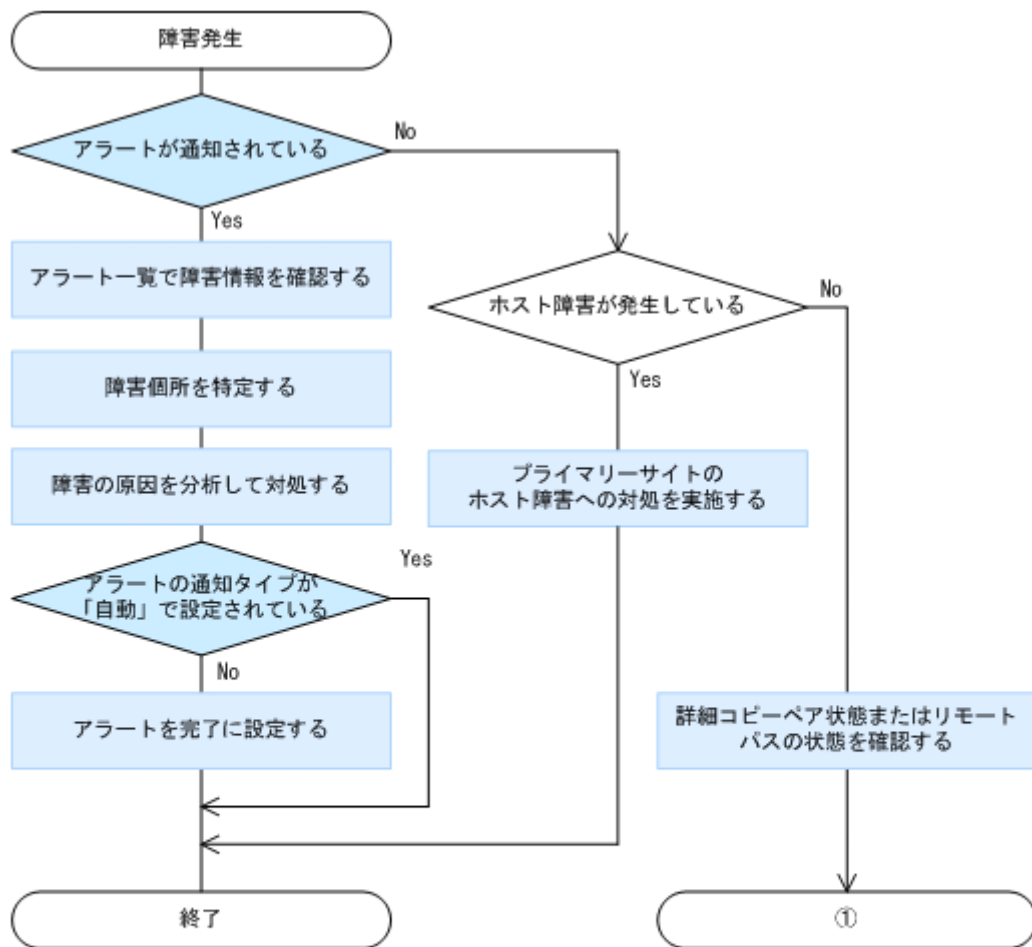 障害発生
アラートが通知されている
No
Yes
アラート一覧で障害情報を確認する
ホスト障害が発生している
No
Yes
障害個所を特定する
障害の原因を分析して対処する
プライマリーサイトの
ホスト障害への対処を実施する
アラートの通知タイプが
「自動」で設定されている
Yes
No
アラートを完了に設定する
詳細コピーペア状態またはリモート
パスの状態を確認する
終了
①